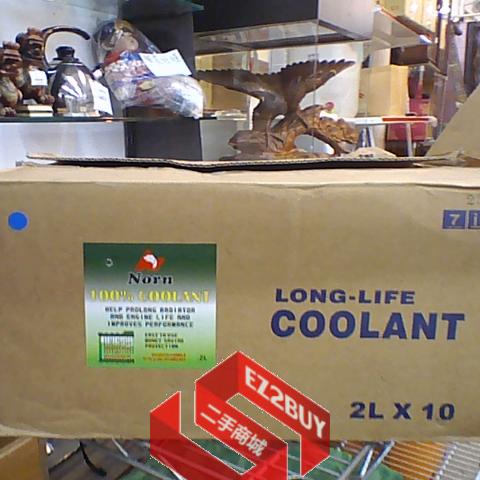 7
Norn
100% COOLANT
HELP PROLONG RADIATOR
AND ENGINE LIFE AND
IMPROVES PERFORMANCE
2L
LONG-LIFE
COOLANT
2L X 10
EZ2BUY
二手商城